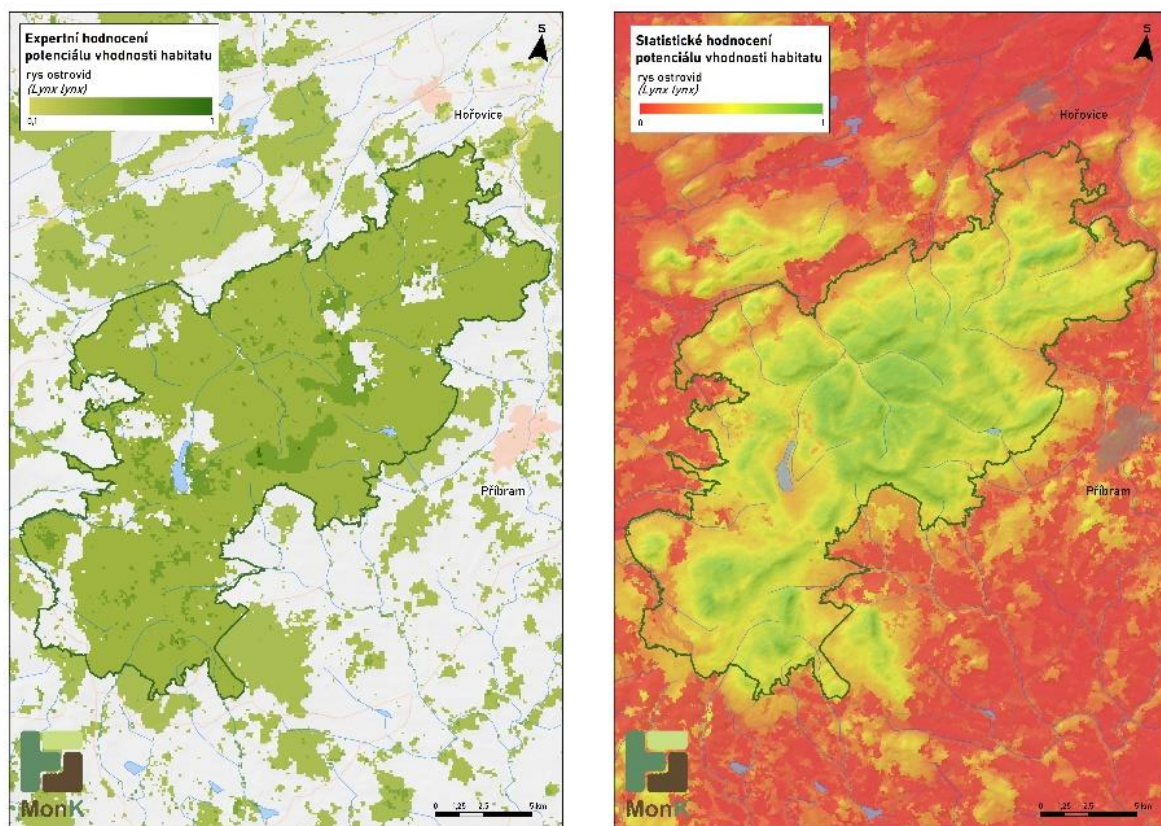 Expertní hodnocení
potenciálu vhodnosti habitatu
rys ostrovid
(Lynx lynx)
0,1 1
S
Hořovice
Příbram
MonK
0 1,25 2,5 5 km
Statistické hodnocení
potenciálu vhodnosti habitatu
rys ostrovid
(Lynx lynx)
0 1
S
Hořovice
Příbram
MonK
0 1,25 2,5 5 km